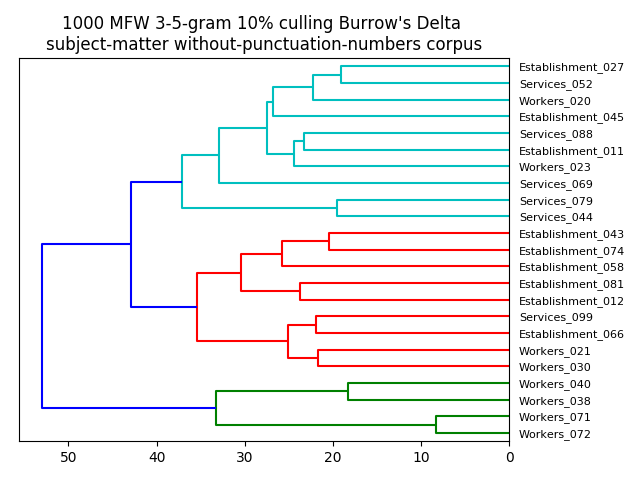 1000 MFW 3-5-gram 10% culling Burrow's Delta
subject-matter without-punctuation-numbers corpus
Establishment_027
Services_052
Workers_020
Establishment_045
Services_088
Establishment_011
Workers_023
Services_069
Services_079
Services_044
Establishment_043
Establishment_074
Establishment_058
Establishment_081
Establishment_012
Services_099
Establishment_066
Workers_021
Workers_030
Workers_040
Workers_038
Workers_071
Workers_072
50 40 30 20 10 0